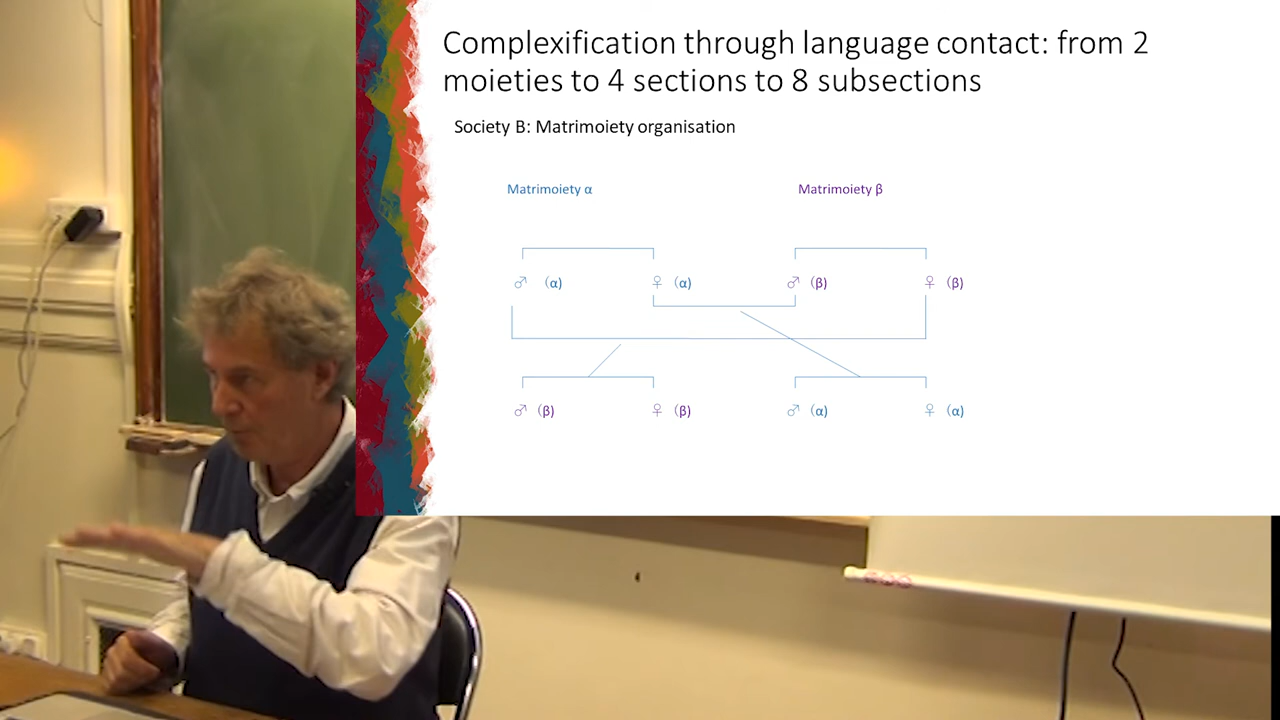 Complexification through language contact: from 2
moieties to 4 sections to 8 subsections
Society B: Matrimoiety organisation
Matrimoiety α Matrimoiety β
♂ (α) ♀ (α) ♂ (β) ♀ (β)
♂ (β) ♀ (β) ♂ (α) ♀ (α)